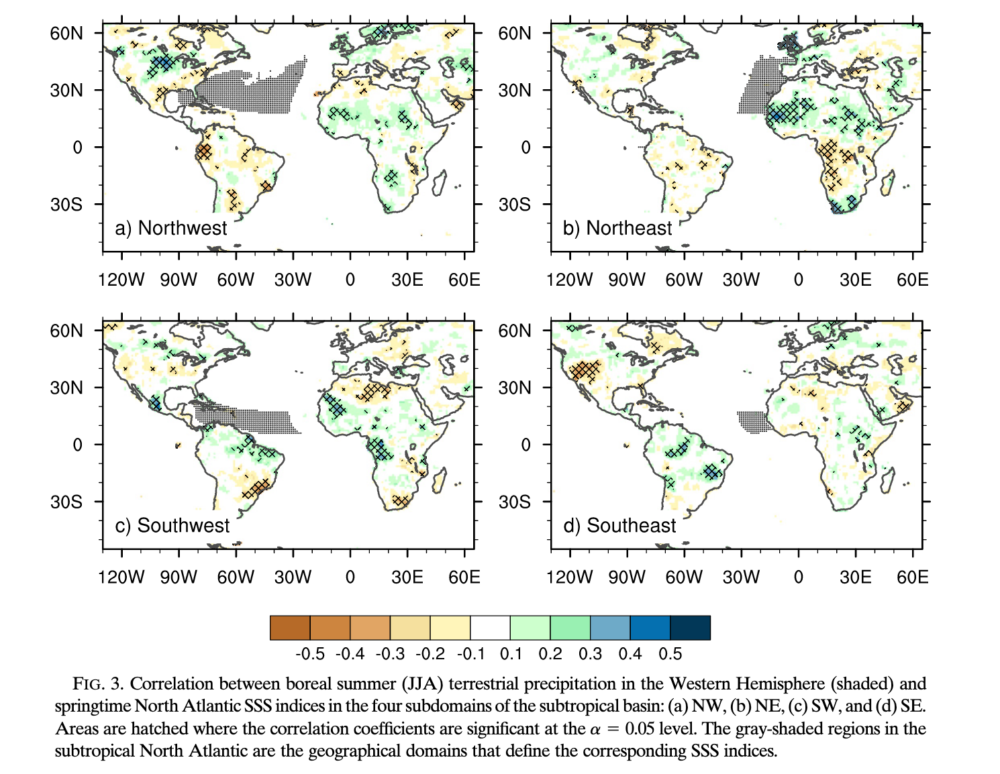 60N
30N
0
30S
a) Northwest
120W 90W 60W 30W 0 30E 60E
60N
30N
0
30S
b) Northeast
120W 90W 60W 30W 0 30E 60E
60N
30N
0
30S
c) Southwest
120W 90W 60W 30W 0 30E 60E
60N
30N
0
30S
d) Southeast
120W 90W 60W 30W 0 30E 60E
-0.5 -0.4 -0.3 -0.2 -0.1 0.1 0.2 0.3 0.4 0.5
FIG. 3. Correlation between boreal summer (JJA) terrestrial precipitation in the Western Hemisphere (shaded) and
springtime North Atlantic SSS indices in the four subdomains of the subtropical basin: (a) NW, (b) NE, (c) SW, and (d) SE.
Areas are hatched where the correlation coefficients are significant at the α = 0.05 level. The gray-shaded regions in the
subtropical North Atlantic are the geographical domains that define the corresponding SSS indices.